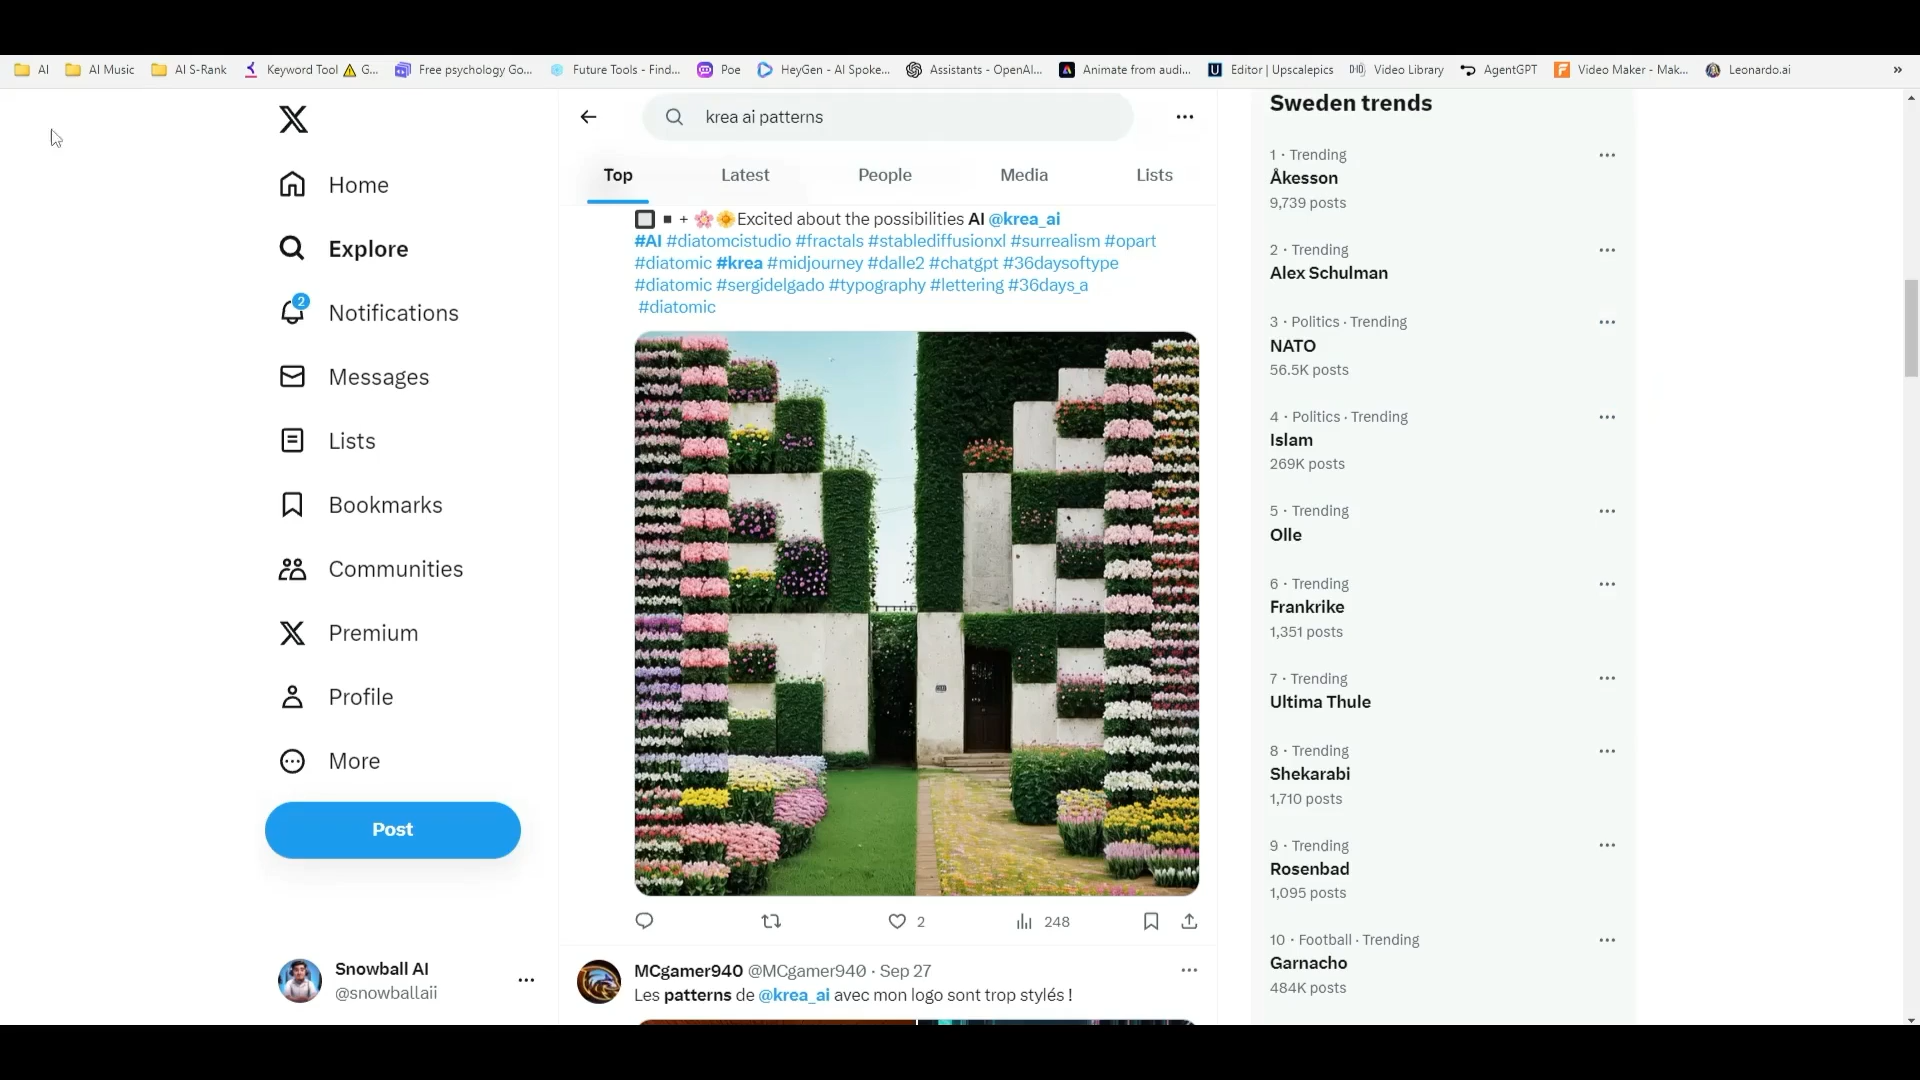 AI
AI Music
AI S-Rank
Keyword Tool ⚠ G...
Free psychology Go...
Future Tools - Find...
Poe
HeyGen - AI Spoke...
Assistants - OpenAI...
Animate from audi...
Editor | Upscalepics
Video Library
AgentGPT
Video Maker - Mak...
Leonardo.ai
»
Home
Explore
2
Notifications
Messages
Lists
Bookmarks
Communities
Premium
Profile
More
Post
Snowball AI
@snowballaii
krea ai patterns
Top
Latest
People
Media
Lists
🔲▪️+ 🌸🌼Excited about the possibilities AI @krea_ai
#AI #diatomcistudio #fractals #stablediffusionxl #surrealism #opart
#diatomic #krea #midjourney #dalle2 #chatgpt #36daysoftype
#diatomic #sergidelgado #typography #lettering #36days_a
#diatomic
2
248
MCgamer940 @MCgamer940 · Sep 27
Les patterns de @krea_ai avec mon logo sont trop stylés !
Sweden trends
1 · Trending
Åkesson
9,739 posts
2 · Trending
Alex Schulman
3 · Politics · Trending
NATO
56.5K posts
4 · Politics · Trending
Islam
269K posts
5 · Trending
Olle
6 · Trending
Frankrike
1,351 posts
7 · Trending
Ultima Thule
8 · Trending
Shekarabi
1,710 posts
9 · Trending
Rosenbad
1,095 posts
10 · Football · Trending
Garnacho
484K posts